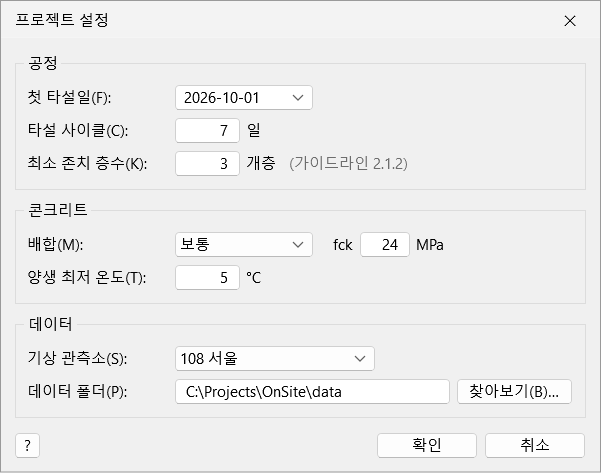 프로젝트 설정
공정
첫 타설일(F): 2026-10-01
타설 사이클(C): 7 일
최소 존치 층수(K): 3 개층 (가이드라인 2.1.2)
콘크리트
배합(M): 보통 fck 24 MPa
양생 최저 온도(T): 5 °C
데이터
기상 관측소(S): 108 서울
데이터 폴더(P): C:\Projects\OnSite\data 찾아보기(B)...
? 확인 취소